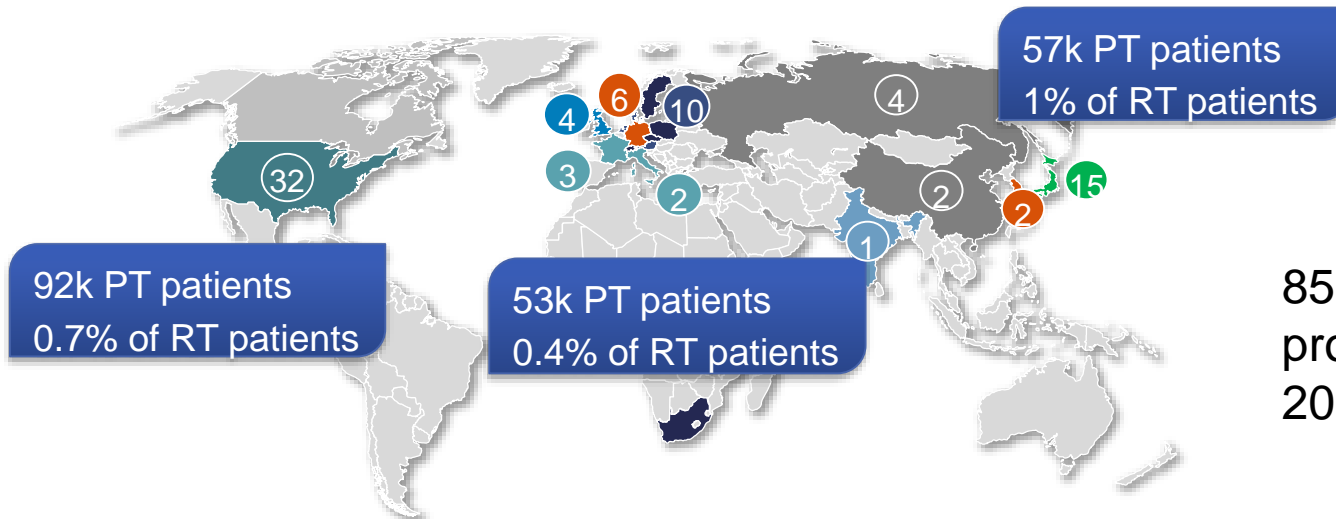 57k PT patients
1% of RT patients
4
6
10
4
32
3
2
2
2
15
1
92k PT patients
0.7% of RT patients
53k PT patients
0.4% of RT patients
85
20